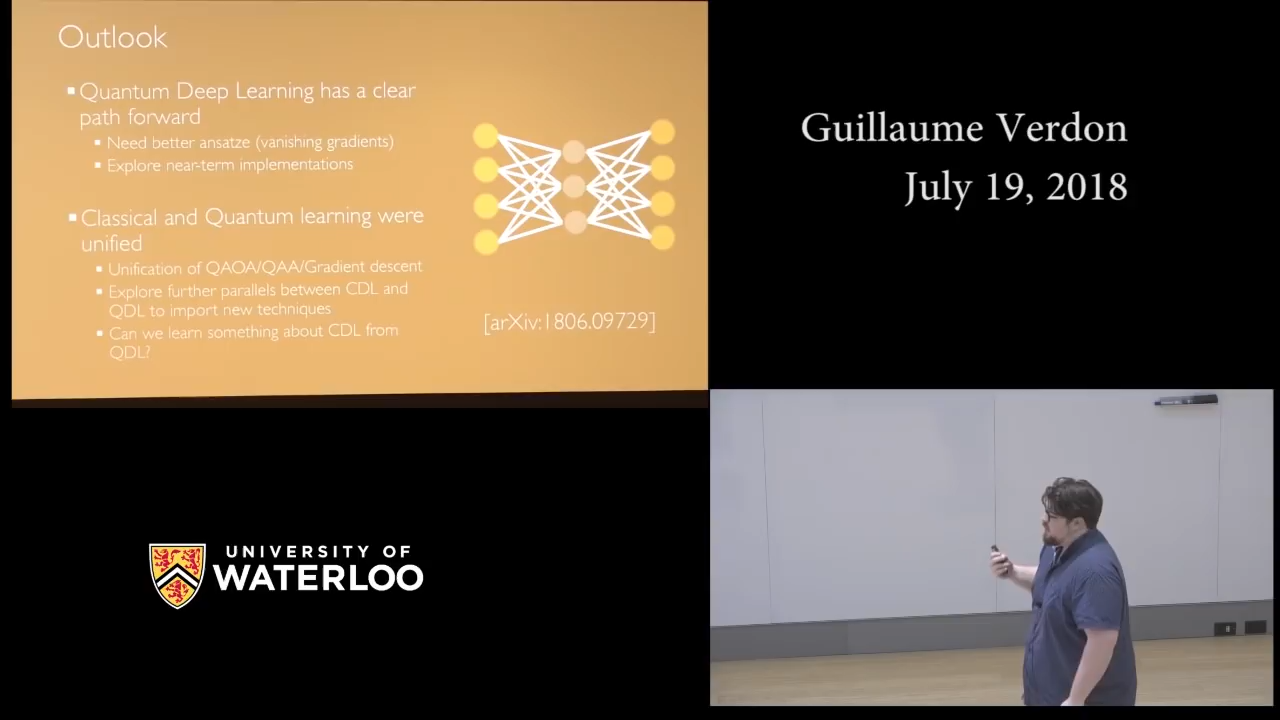 Outlook
▪ Quantum Deep Learning has a clear
path forward
▪ Need better ansatze (vanishing gradients)
▪ Explore near-term implementations
▪ Classical and Quantum learning were
unified
▪ Unification of QAOA/QAA/Gradient descent
▪ Explore further parallels between CDL and
QDL to import new techniques
▪ Can we learn something about CDL from
QDL?
[arXiv:1806.09729]
Guillaume Verdon
July 19, 2018
UNIVERSITY OF
WATERLOO